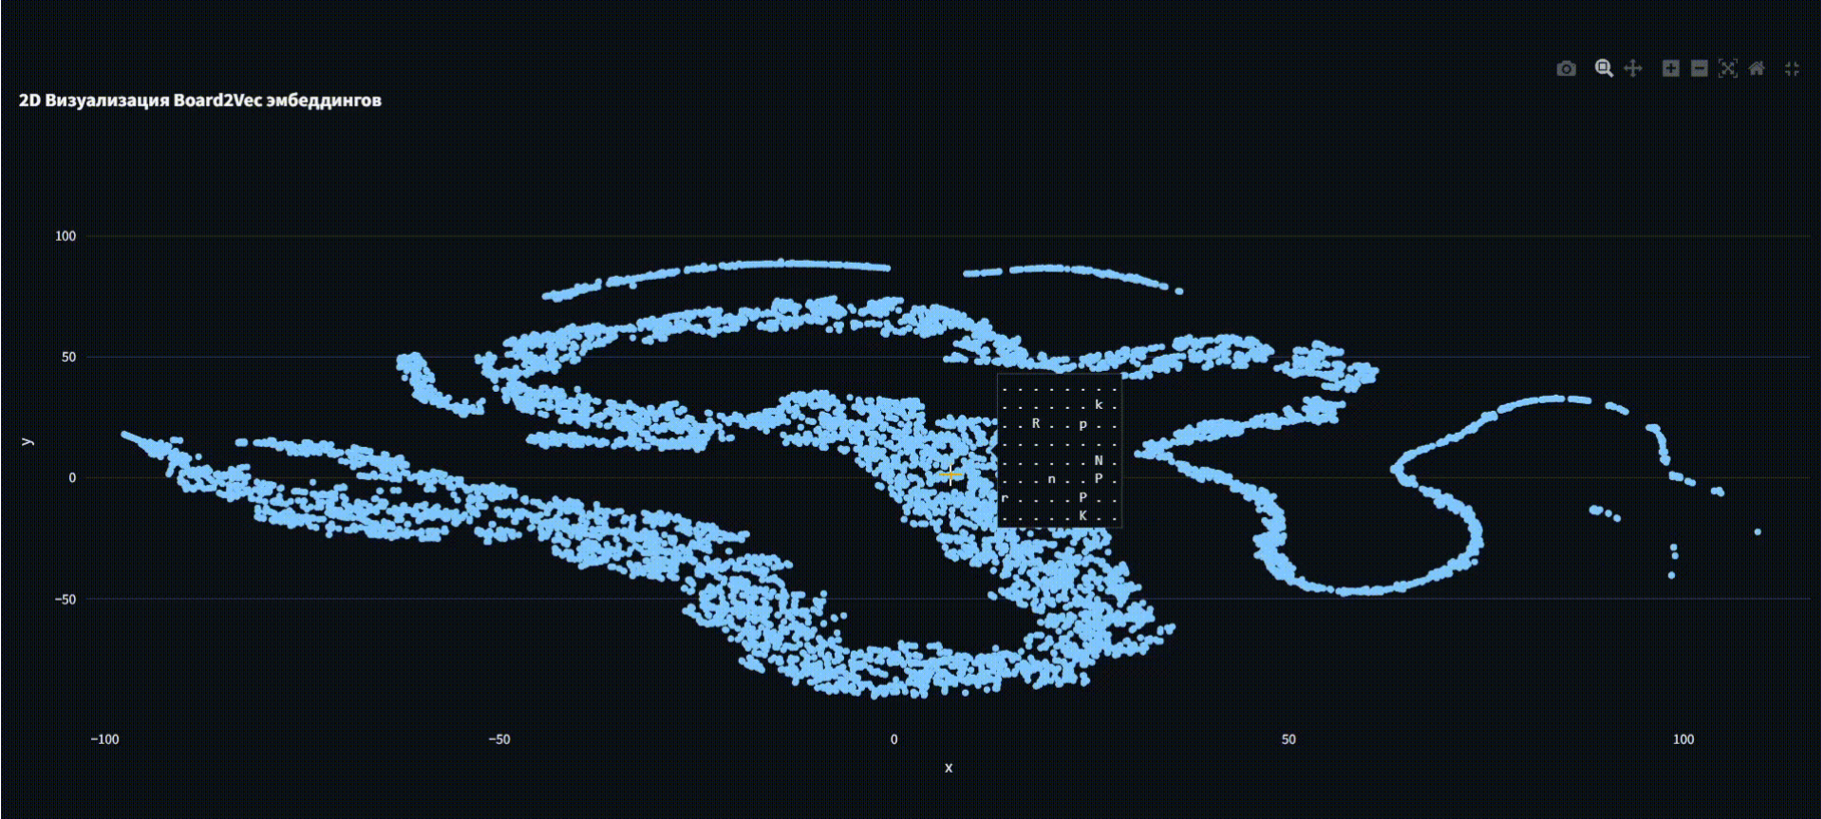 2D Визуализация Board2Vec эмбеддингов
100
50
0
−50
y
. . . . . . . .
. . . . . . k .
. . R . . p . .
. . . . . . . .
. . . . . . N .
. . . n . . P .
r . . . . P . .
. . . . . K . .
−100 −50 0 50 100
x